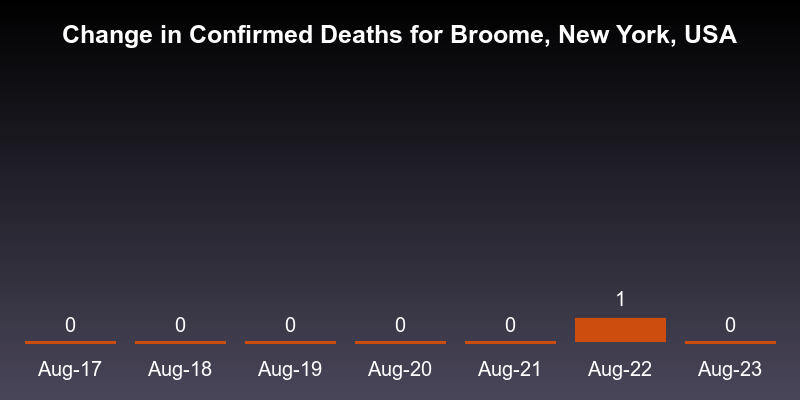 Change in Confirmed Deaths for Broome, New York, USA
0 0 0 0 0 1 0
Aug-17 Aug-18 Aug-19 Aug-20 Aug-21 Aug-22 Aug-23